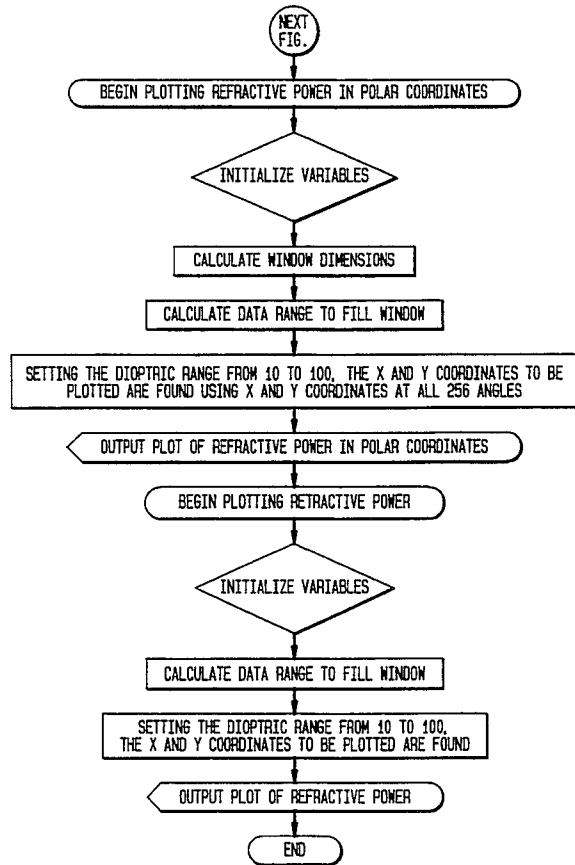 NEXT
FIG.
BEGIN PLOTTING REFRACTIVE POWER IN POLAR COORDINATES
INITIALIZE VARIABLES
CALCULATE WINDOW DIMENSIONS
CALCULATE DATA RANGE TO FILL WINDOW
SETTING THE DIOPTRIC RANGE FROM 10 TO 100, THE X AND Y COORDINATES TO BE
PLOTTED ARE FOUND USING X AND Y COORDINATES AT ALL 256 ANGLES
OUTPUT PLOT OF REFRACTIVE POWER IN POLAR COORDINATES
BEGIN PLOTTING RETRACTIVE POWER
INITIALIZE VARIABLES
CALCULATE DATA RANGE TO FILL WINDOW
SETTING THE DIOPTRIC RANGE FROM 10 TO 100,
THE X AND Y COORDINATES TO BE PLOTTED ARE FOUND
OUTPUT PLOT OF REFRACTIVE POWER
END